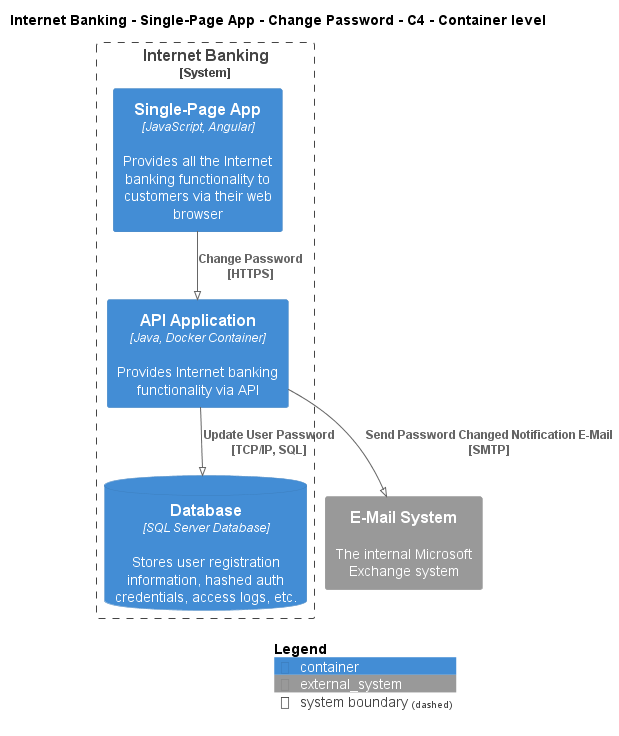 Internet Banking - Single-Page App - Change Password - C4 - Container level
Internet Banking
[System]
Single-Page App
[JavaScript, Angular]
Provides all the Internet
banking functionality to
customers via their web
browser
Change Password
[HTTPS]
API Application
[Java, Docker Container]
Provides Internet banking
functionality via API
Update User Password
[TCP/IP, SQL]
Send Password Changed Notification E-Mail
[SMTP]
Database
[SQL Server Database]
Stores user registration
information, hashed auth
credentials, access logs, etc.
E-Mail System
The internal Microsoft
Exchange system
Legend
container
external_system
system boundary (dashed)